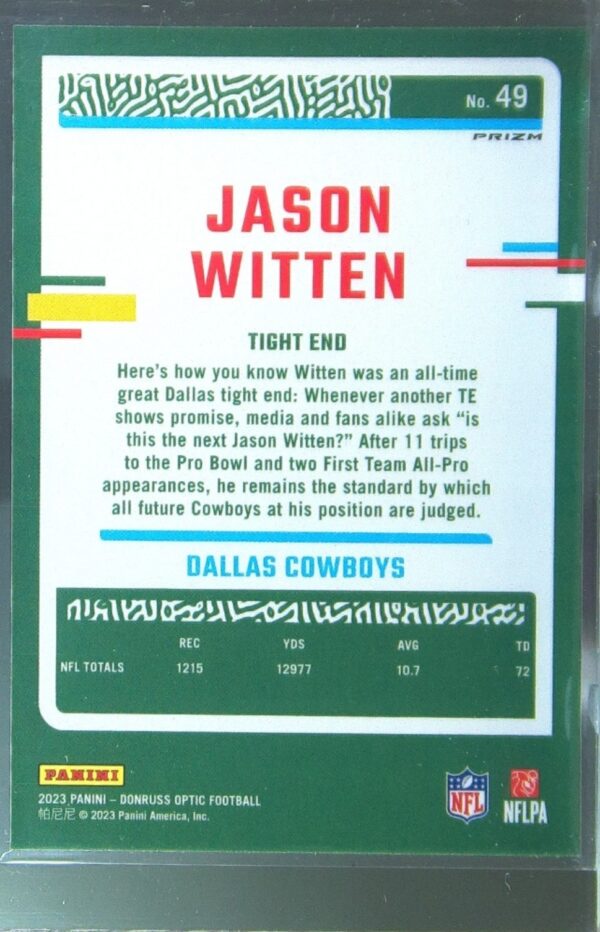 No. 49
PRIZM
JASON
WITTEN
TIGHT END
Here's how you know Witten was an all-time
great Dallas tight end: Whenever another TE
shows promise, media and fans alike ask “is
this the next Jason Witten?” After 11 trips
to the Pro Bowl and two First Team All-Pro
appearances, he remains the standard by which
all future Cowboys at his position are judged.
DALLAS COWBOYS
REC YDS AVG TD
NFL TOTALS 1215 12977 10.7 72
PANINI
2023 PANINI – DONRUSS OPTIC FOOTBALL
帕尼尼 © 2023 Panini America, Inc.
NFL
NFLPA